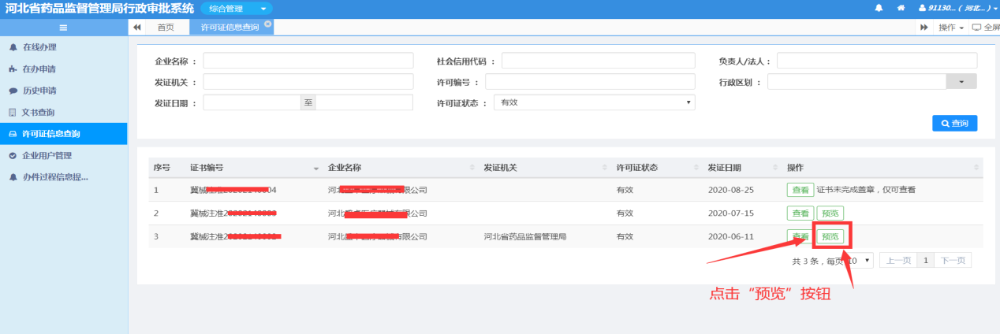 河北省药品监督管理局行政审批系统 综合管理 91130... ( 河北... )
首页 许可证信息查询 操作 全屏
在线办理
在办申请
历史申请
文书查询
许可证信息查询
企业用户管理
办件过程信息提...
企业名称 : 社会信用代码 : 负责人/法人 :
发证机关 : 许可编号 : 行政区划 :
发证日期 : 至 许可证状态 : 有效
查询
序号 证书编号 企业名称 发证机关 许可证状态 发证日期 操作
1 冀械注准 04 河 限公司 有效 2020-08-25 查看 证书未完成盖章，仅可查看
2 冀械注准2 河北 有限公司 有效 2020-07-15 查看 预览
3 冀械注准2 河北 有限公司 河北省药品监督管理局 有效 2020-06-11 查看 预览
共 3 条，每页 10 上一页 1 下一页
点击“预览”按钮